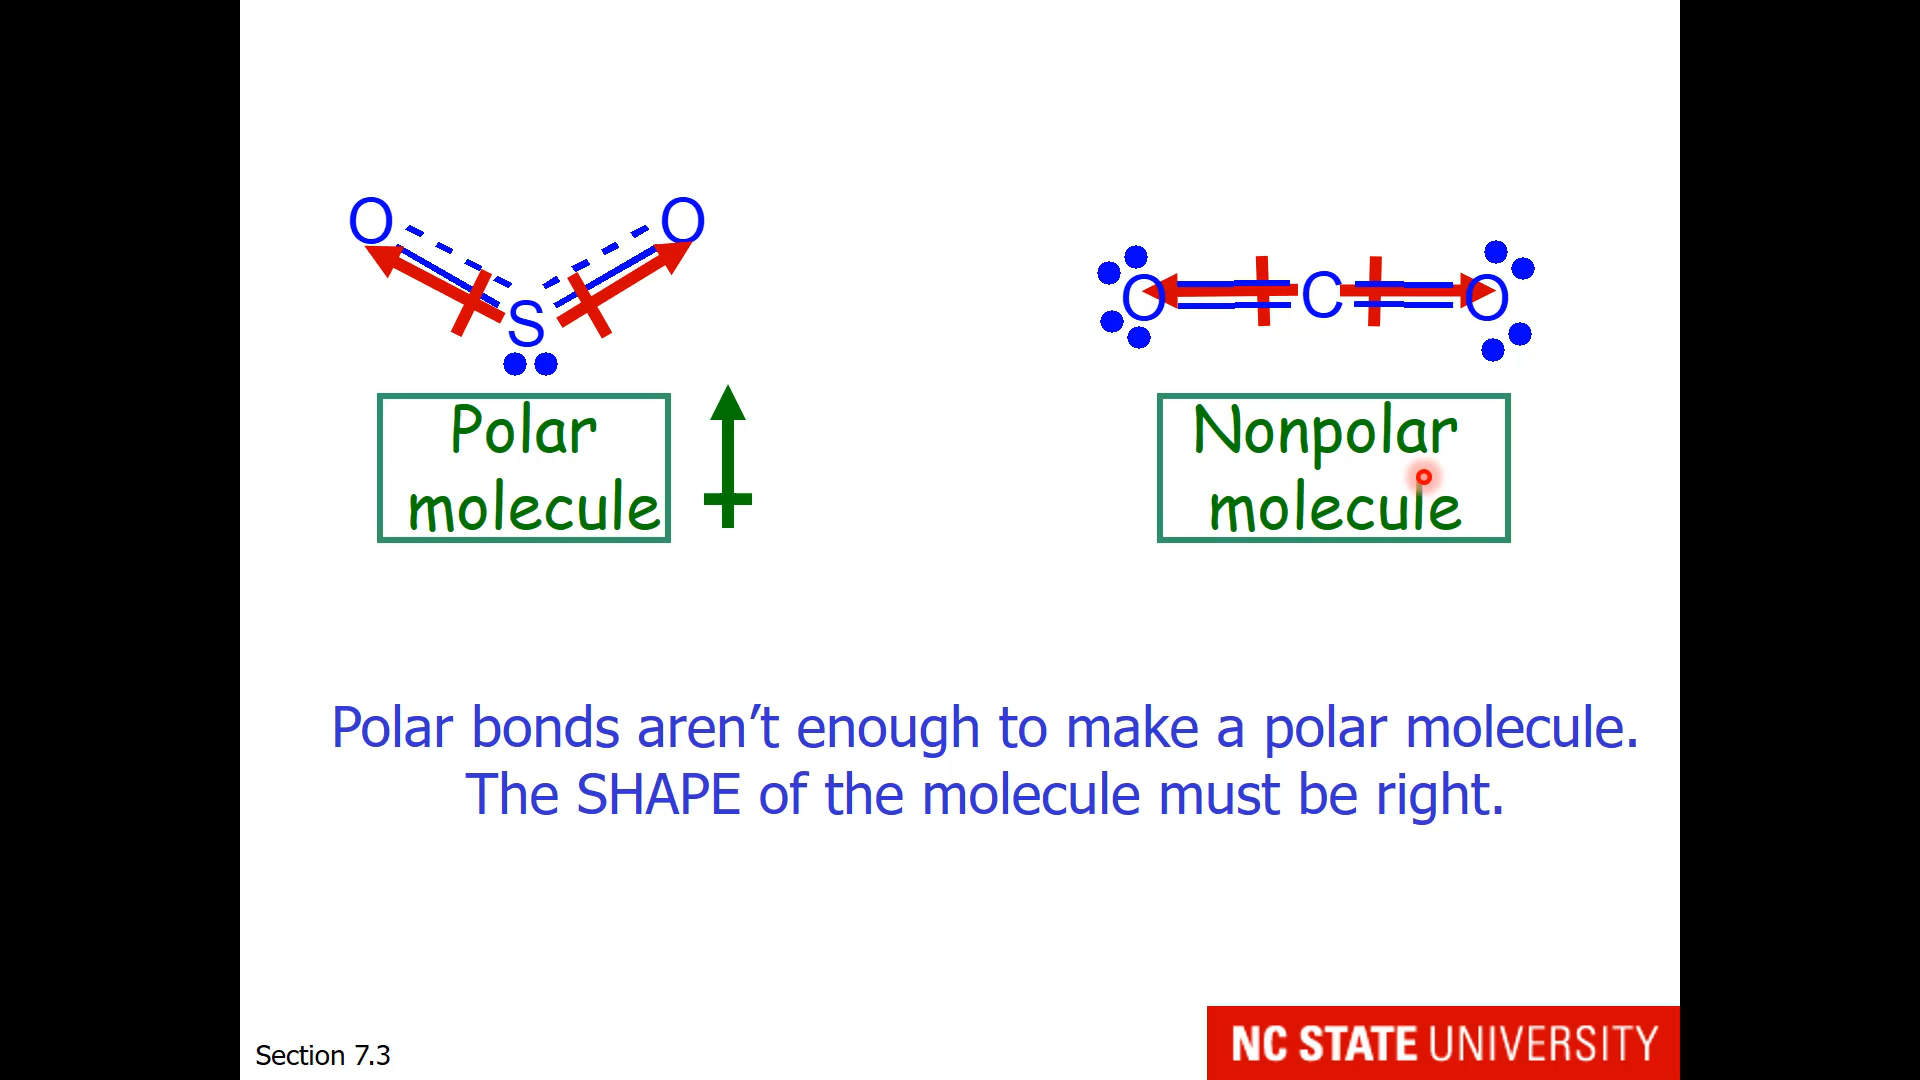 O O
S
O C O
Polar
molecule
Nonpolar
molecule
Polar bonds aren’t enough to make a polar molecule.
The SHAPE of the molecule must be right.
Section 7.3
NC STATE UNIVERSITY